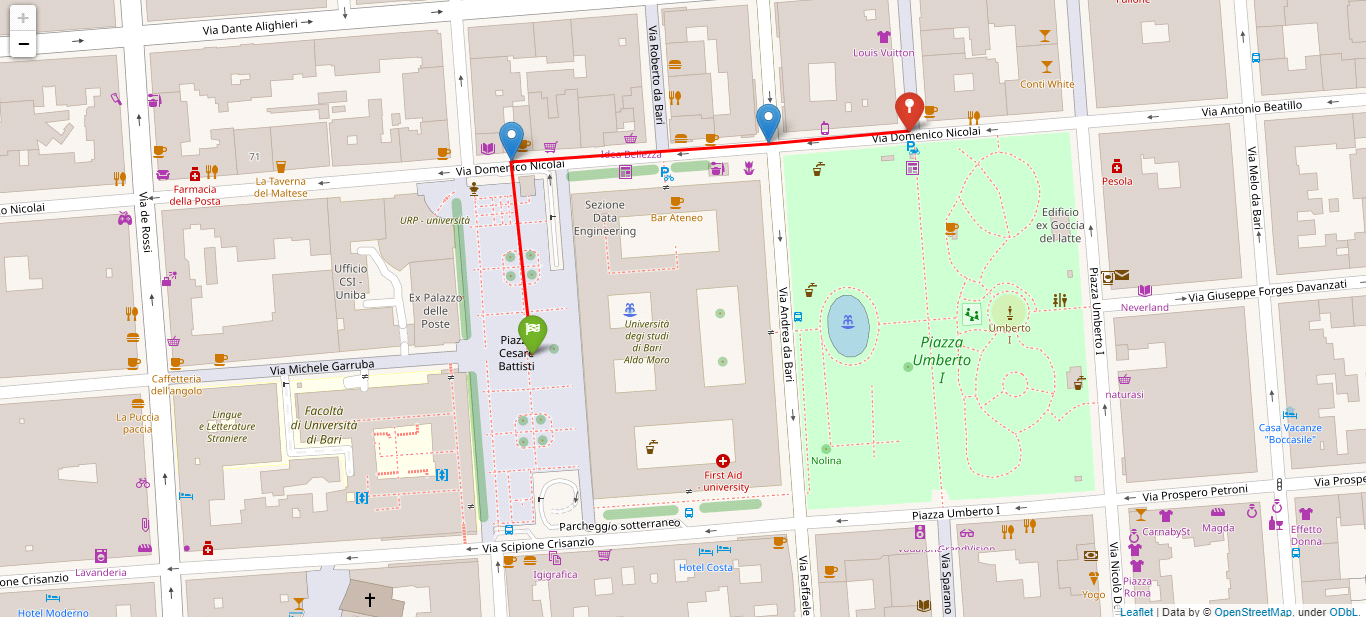 +
−
Via Dante Alighieri
Via Roberto da Bari
Louis Vuitton
Conti White
Via Antonio Beatillo
Via Domenico Nicolai
Idea Bellezza
Via Domenico Nicolai
o Nicolai
71
Farmacia
della Posta
La Taverna
del Maltese
Via de Rossi
URP - università
Sezione
Data
Engineering
Bar Ateneo
Pesola
Via Melo da Bari
Edificio
ex Goccia
del latte
Ufficio
CSI -
Uniba
Ex Palazzo
delle
Poste
Università
degli studi
di Bari
Aldo Moro
Via Andrea da Bari
Piazza
Umberto
I
Umberto
I
Piazza Umberto I
Neverland
Via Giuseppe Forges Davanzati
Cesare
Battisti
Via Michele Garruba
Caffetteria
dell'angolo
La Puccia
paccia
Lingue
e Letterature
Straniere
Facoltà
di Università
di Bari
naturasi
Casa Vacanze
"Boccasile"
Nolina
First Aid
university
Via Prospero Petroni
Via Prospe
Piazza Umberto I
Parcheggio sotterraneo
Via Scipione Crisanzio
one Crisanzio
Lavanderia
Hotel Moderno
Igigrafica
Hotel Costa
Via Raffaele
GrandVision
Via Sparano
CarnabySt
Magda
Effetto
Donna
Piazza
Roma
Yogo
Leaflet | Data by © OpenStreetMap, under ODbL.